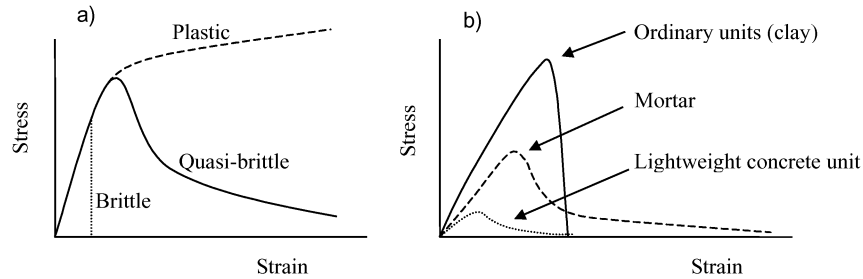 a)
Plastic
Stress
Quasi-brittle
Brittle
Strain
b)
Ordinary units (clay)
Mortar
Stress
Lightweight concrete unit
Strain